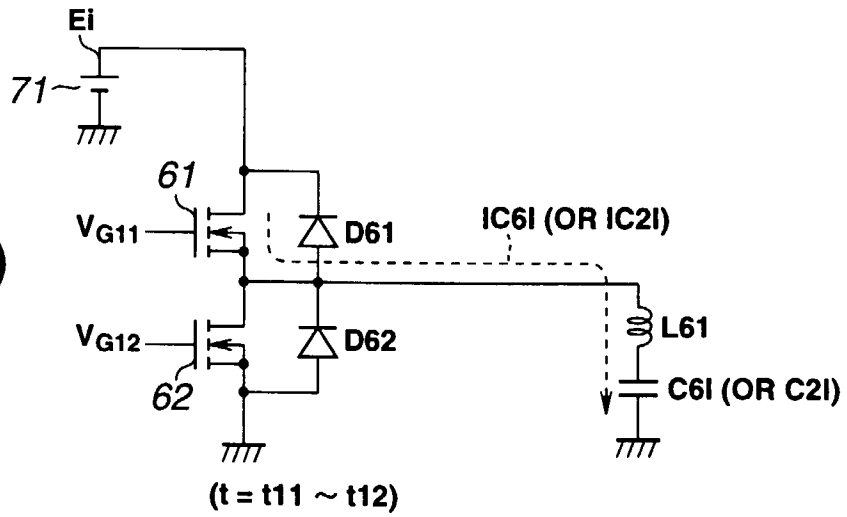 Ei
71~
61
VG11
D61
IC6I (OR IC2I)
VG12
D62
62
L61
C6I (OR C2I)
(t = t11 ~ t12)